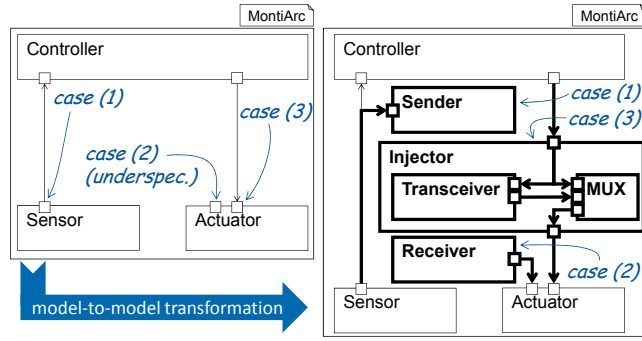 MontiArc
Controller
case (1)
case (3)
case (2)
(underspec.)
Sensor
Actuator
model-to-model transformation
MontiArc
Controller
Sender
case (1)
case (3)
Injector
Transceiver
MUX
Receiver
case (2)
Sensor
Actuator